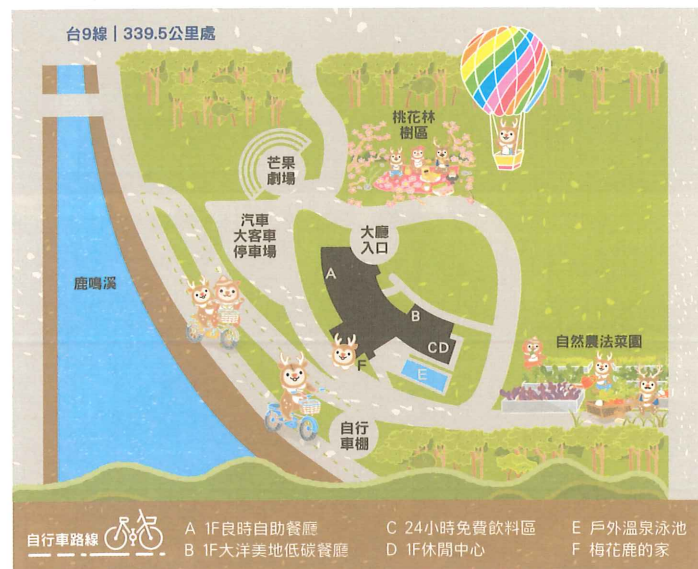 台9線 | 339.5公里處
桃花林
樹區
芒果
劇場
汽車
大客車
停車場
大廳
入口
鹿鳴溪
A
B
CD
E
F
自然農法菜園
自行
車棚
自行車路線
A 1F良時自助餐廳
B 1F大洋美地低碳餐廳
C 24小時免費飲料區
D 1F休閒中心
E 戶外溫泉泳池
F 梅花鹿的家